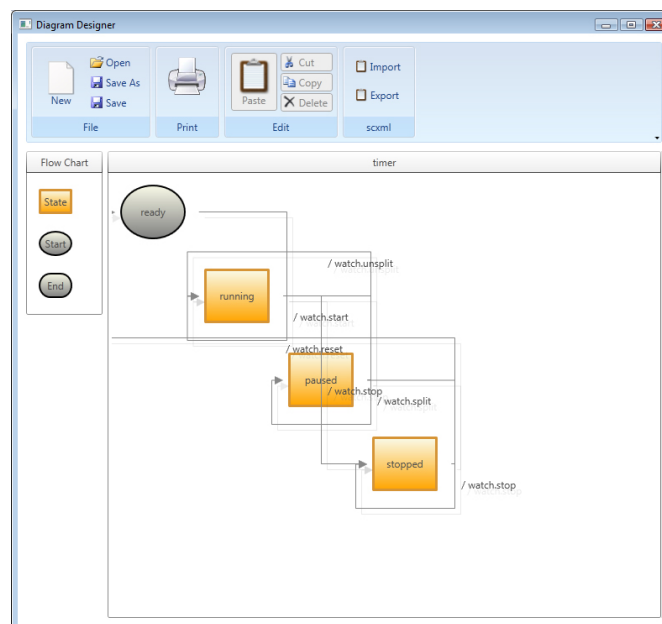 Diagram Designer
New
Open
Save As
Save
File
Print
Paste
Cut
Copy
Delete
Edit
Import
Export
scxml
Flow Chart
State
Start
End
timer
ready
/ watch.unsplit
running
/ watch.start
/ watch.reset
paused
/ watch.stop
/ watch.split
stopped
/ watch.stop